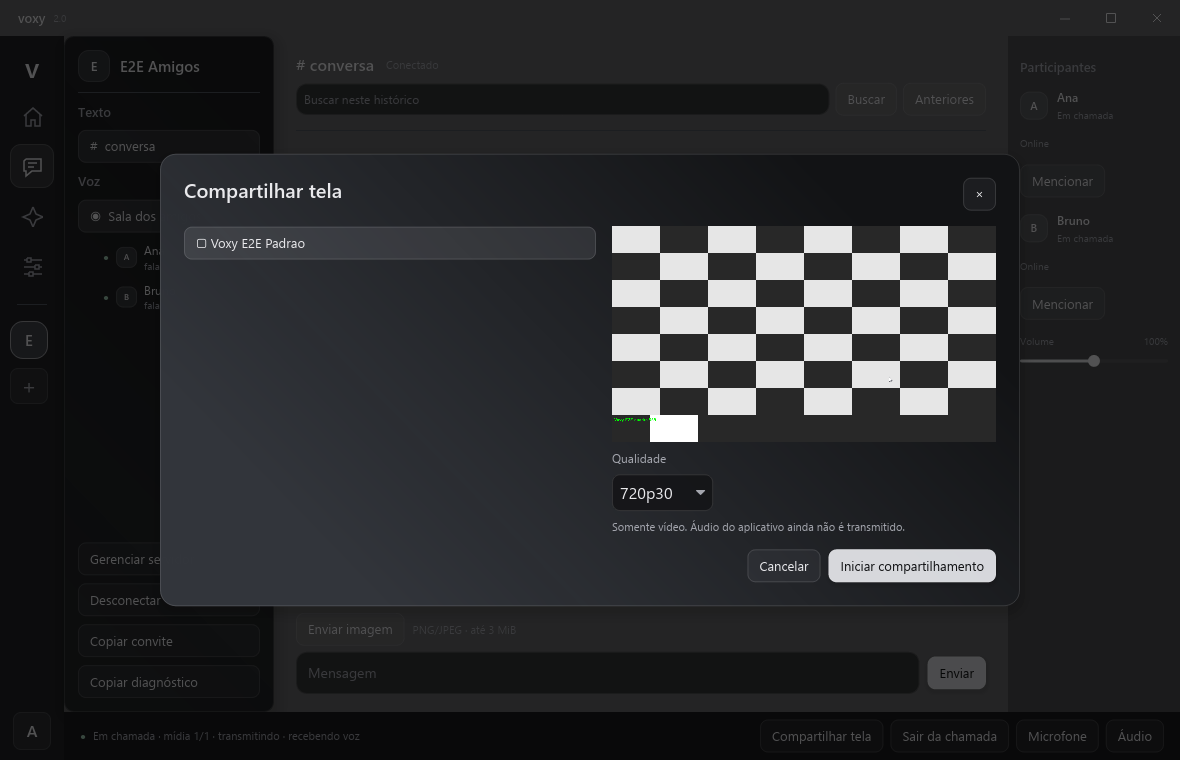 voxy 2.0
V
E E2E Amigos
Texto
# conversa
Voz
Sala dos
A Ana
fala
B Bru
fala
E
+
Gerenciar se
Desconectar
Copiar convite
Copiar diagnóstico
A
# conversa Conectado
Buscar neste histórico
Buscar
Anteriores
Participantes
A Ana
Em chamada
Online
Mencionar
B Bruno
Em chamada
Online
Mencionar
Volume 100%
Compartilhar tela
×
Voxy E2E Padrao
Qualidade
720p30
Somente vídeo. Áudio do aplicativo ainda não é transmitido.
Cancelar
Iniciar compartilhamento
Enviar imagem PNG/JPEG · até 3 MiB
Mensagem
Enviar
Em chamada · mídia 1/1 · transmitindo · recebendo voz
Compartilhar tela
Sair da chamada
Microfone
Áudio